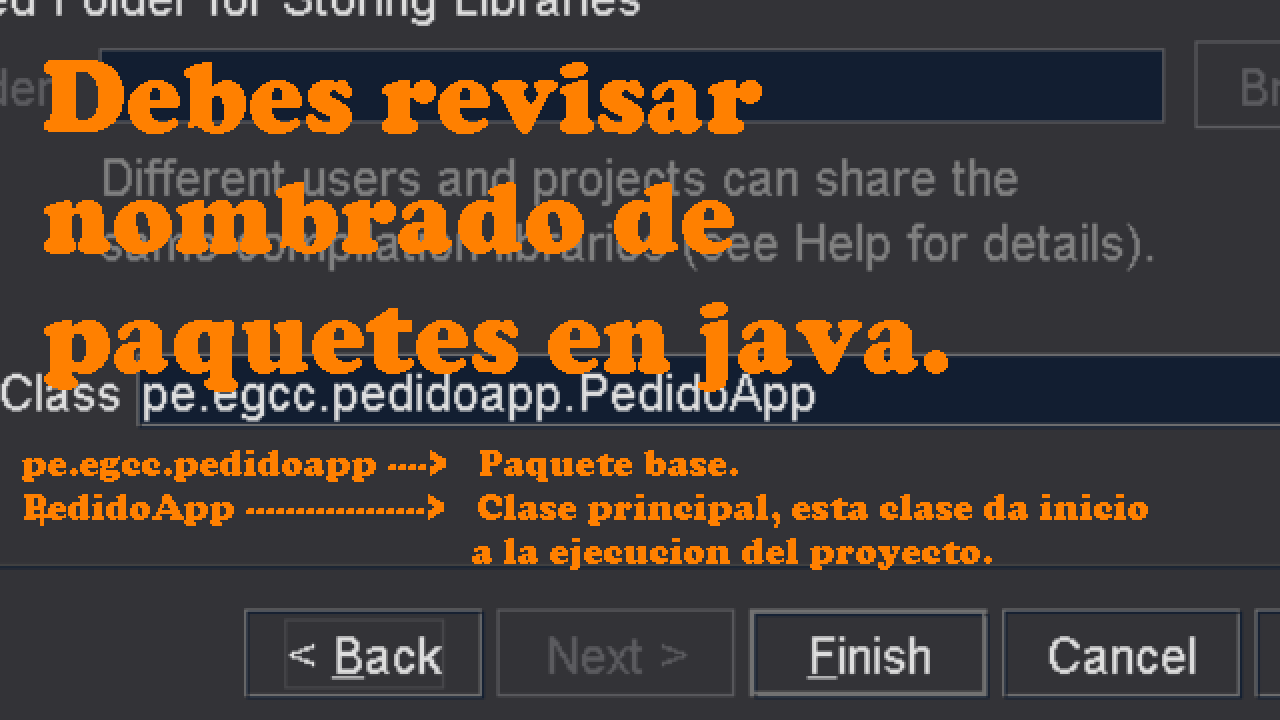 ed Folder for Storing Libraries
Debes revisar
Different users and projects can share the
nombrado de
same compilation libraries (see Help for details).
paquetes en java.
Class pe.egcc.pedidoapp.PedidoApp
pe.egcc.pedidoapp ----> Paquete base.
PedidoApp ------------------> Clase principal, esta clase da inicio
a la ejecucion del proyecto.
< Back Next > Finish Cancel